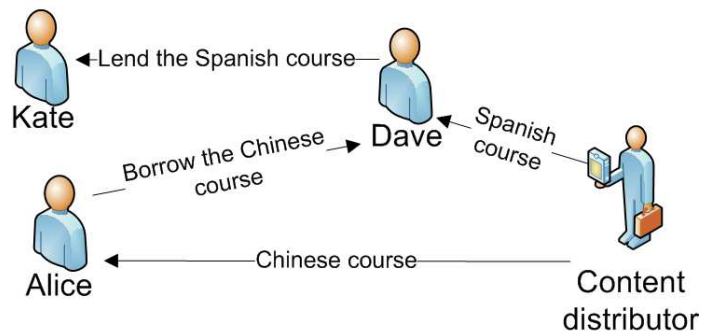 Lend the Spanish course
Kate
Dave
Spanish
course
Borrow the Chinese
course
Alice
Chinese course
Content
distributor